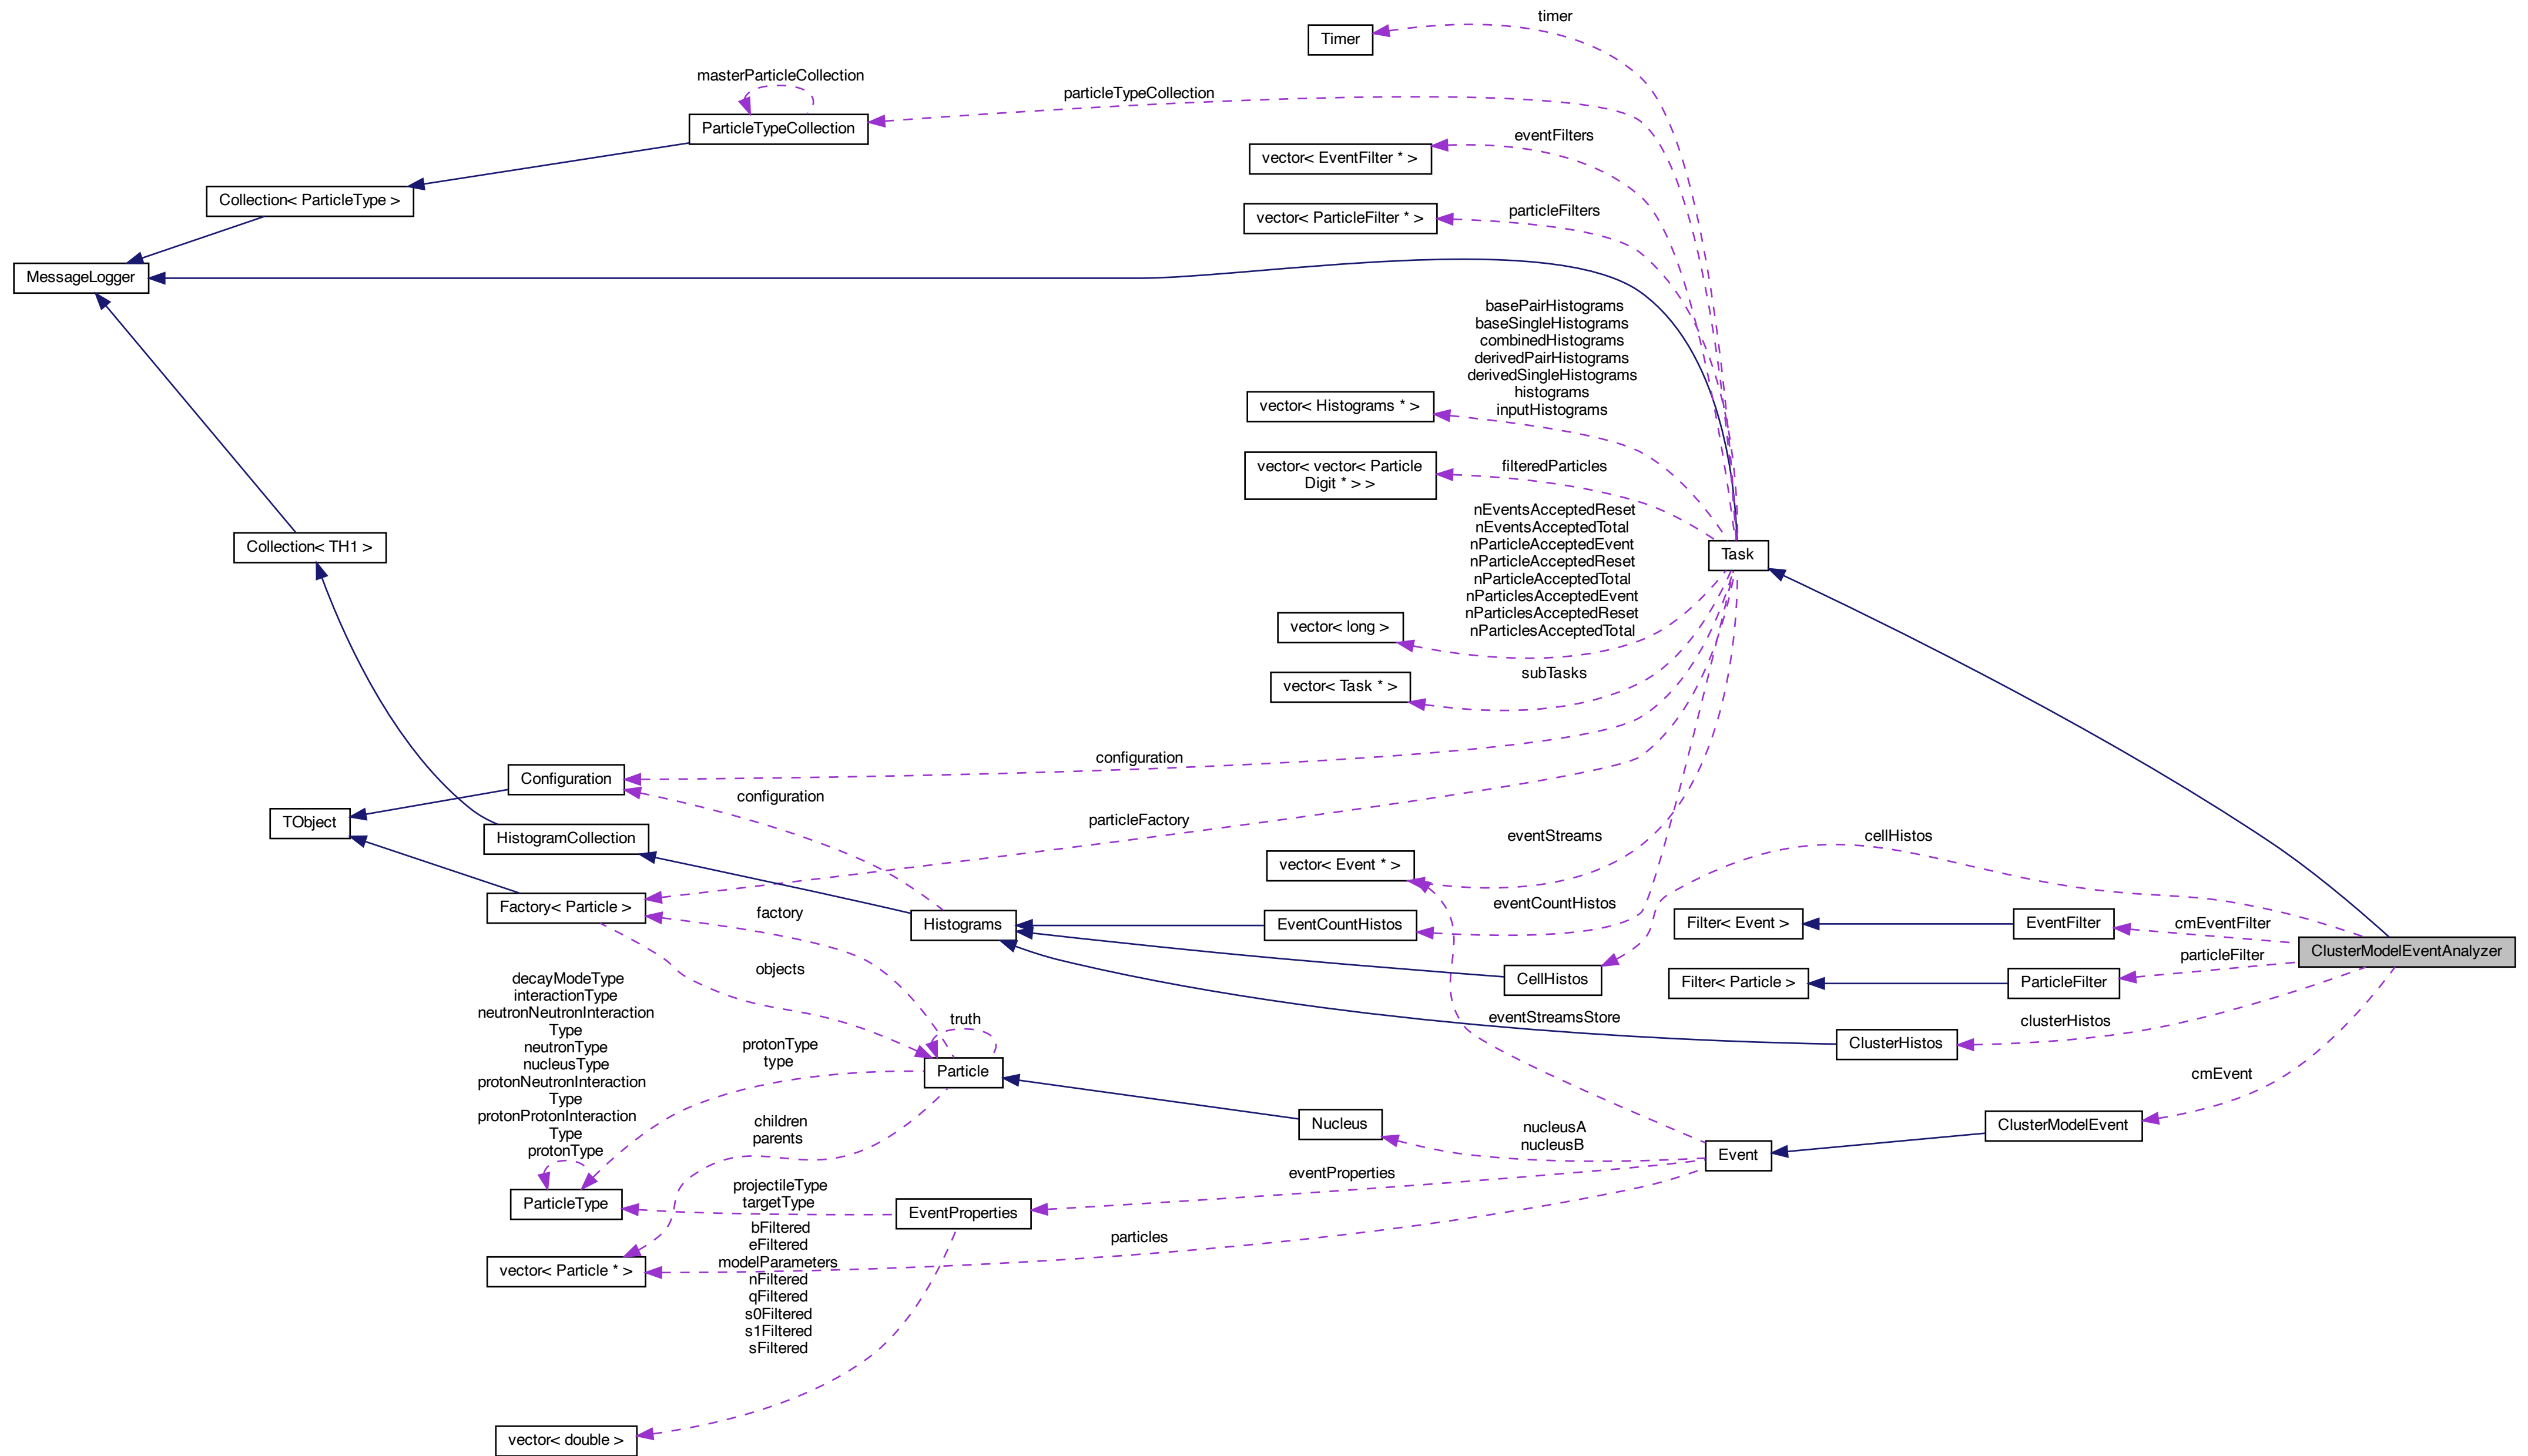 timer
Timer
masterParticleCollection
particleTypeCollection
ParticleTypeCollection
eventFilters
vector< EventFilter * >
Collection< ParticleType >
particleFilters
vector< ParticleFilter * >
MessageLogger
basePairHistograms
baseSingleHistograms
combinedHistograms
derivedPairHistograms
derivedSingleHistograms
histograms
inputHistograms
vector< Histograms * >
filteredParticles
vector< vector< Particle
Digit * > >
nEventsAcceptedReset
nEventsAcceptedTotal
nParticleAcceptedEvent
nParticleAcceptedReset
nParticleAcceptedTotal
nParticlesAcceptedEvent
nParticlesAcceptedReset
nParticlesAcceptedTotal
Collection< TH1 >
Task
vector< long >
subTasks
vector< Task * >
configuration
Configuration
configuration
TObject
particleFactory
HistogramCollection
eventStreams
cellHistos
vector< Event * >
Factory< Particle >
factory
eventCountHistos
Histograms
EventCountHistos
Filter< Event >
EventFilter
cmEventFilter
ClusterModelEventAnalyzer
particleFilter
objects
CellHistos
Filter< Particle >
ParticleFilter
decayModeType
interactionType
neutronNeutronInteraction
Type
neutronType
nucleusType
protonNeutronInteraction
Type
protonProtonInteraction
Type
protonType
truth
eventStreamsStore
clusterHistos
protonType
type
ClusterHistos
Particle
cmEvent
children
parents
Nucleus
nucleusA
nucleusB
ClusterModelEvent
Event
eventProperties
projectileType
targetType
ParticleType
EventProperties
bFiltered
eFiltered
modelParameters
nFiltered
qFiltered
s0Filtered
s1Filtered
sFiltered
particles
vector< Particle * >
vector< double >